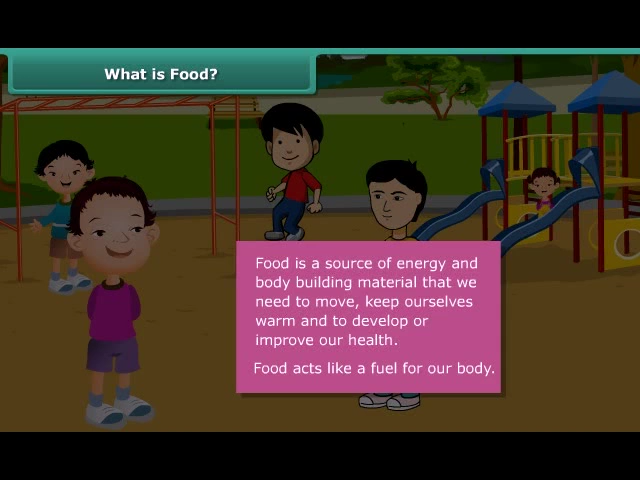 What is Food?
Food is a source of energy and
body building material that we
need to move, keep ourselves
warm and to develop or
improve our health.
Food acts like a fuel for our body.